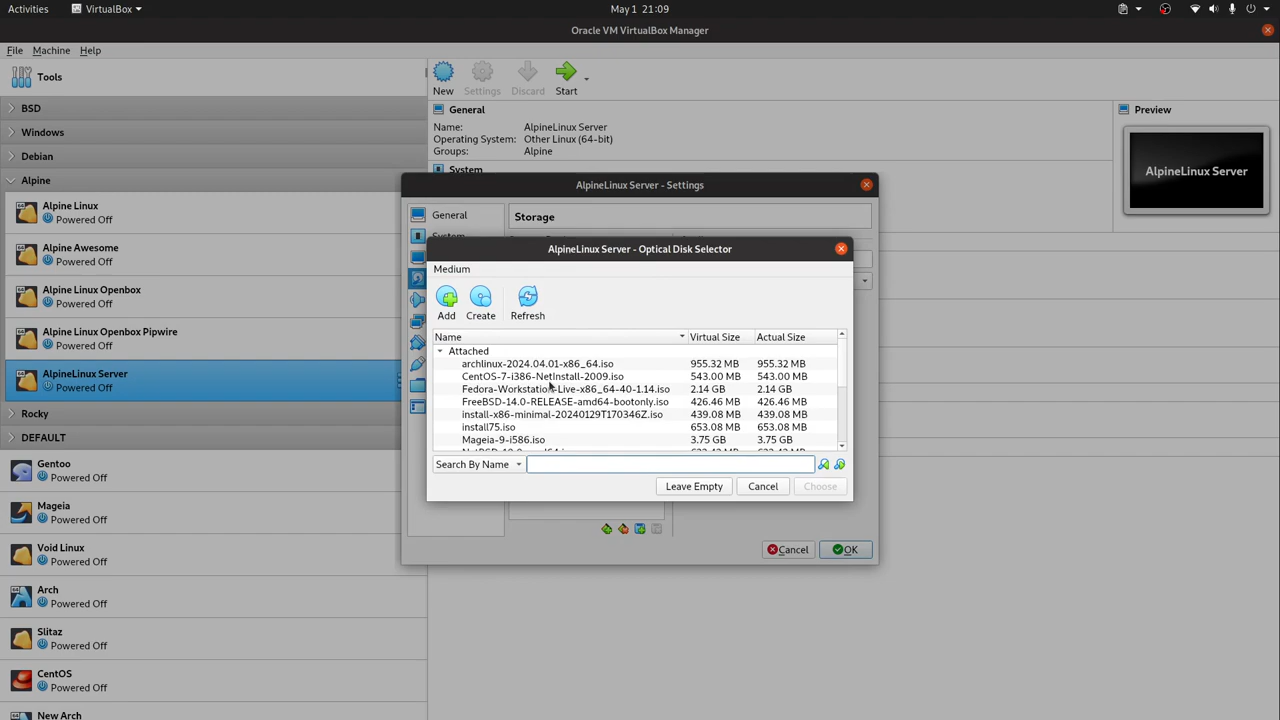 Activities
VirtualBox
May 1 21:09
Oracle VM VirtualBox Manager
File Machine Help
Tools
BSD
Windows
Debian
Alpine
Alpine Linux
Powered Off
Alpine Awesome
Powered Off
Alpine Linux Openbox
Powered Off
Alpine Linux Openbox Pipwire
Powered Off
AlpineLinux Server
Powered Off
Rocky
DEFAULT
Gentoo
Powered Off
Mageia
Powered Off
Void Linux
Powered Off
Arch
Powered Off
Slitaz
Powered Off
CentOS
Powered Off
New Arch
New Settings Discard Start
General
Name: AlpineLinux Server
Operating System: Other Linux (64-bit)
Groups: Alpine
System
Preview
AlpineLinux Server
AlpineLinux Server - Settings
General
System
Storage
AlpineLinux Server - Optical Disk Selector
Medium
Add Create Refresh
Name Virtual Size Actual Size
Attached
archlinux-2024.04.01-x86_64.iso 955.32 MB 955.32 MB
CentOS-7-i386-NetInstall-2009.iso 543.00 MB 543.00 MB
Fedora-Workstation-Live-x86_64-40-1.14.iso 2.14 GB 2.14 GB
FreeBSD-14.0-RELEASE-amd64-bootonly.iso 426.46 MB 426.46 MB
install-x86-minimal-20240129T170346Z.iso 439.08 MB 439.08 MB
install75.iso 653.08 MB 653.08 MB
Mageia-9-i586.iso 3.75 GB 3.75 GB
Search By Name
Leave Empty Cancel Choose
Cancel OK